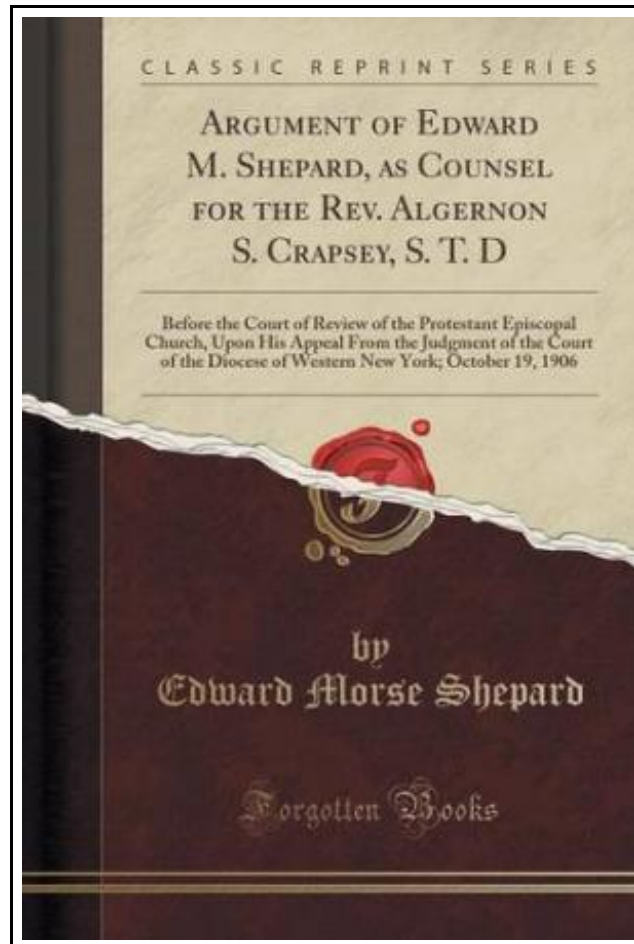 CLASSIC REPRINT SERIES
ARGUMENT OF EDWARD
M. SHEPARD, AS COUNSEL
FOR THE REV. ALGERNON
S. CRAPSEY, S. T. D
Before the Court of Review of the Protestant Episcopal
Church, Upon His Appeal From the Judgment of the Court
of the Diocese of Western New York; October 19, 1906
by
Edward Morse Shepard
Forgotten Books